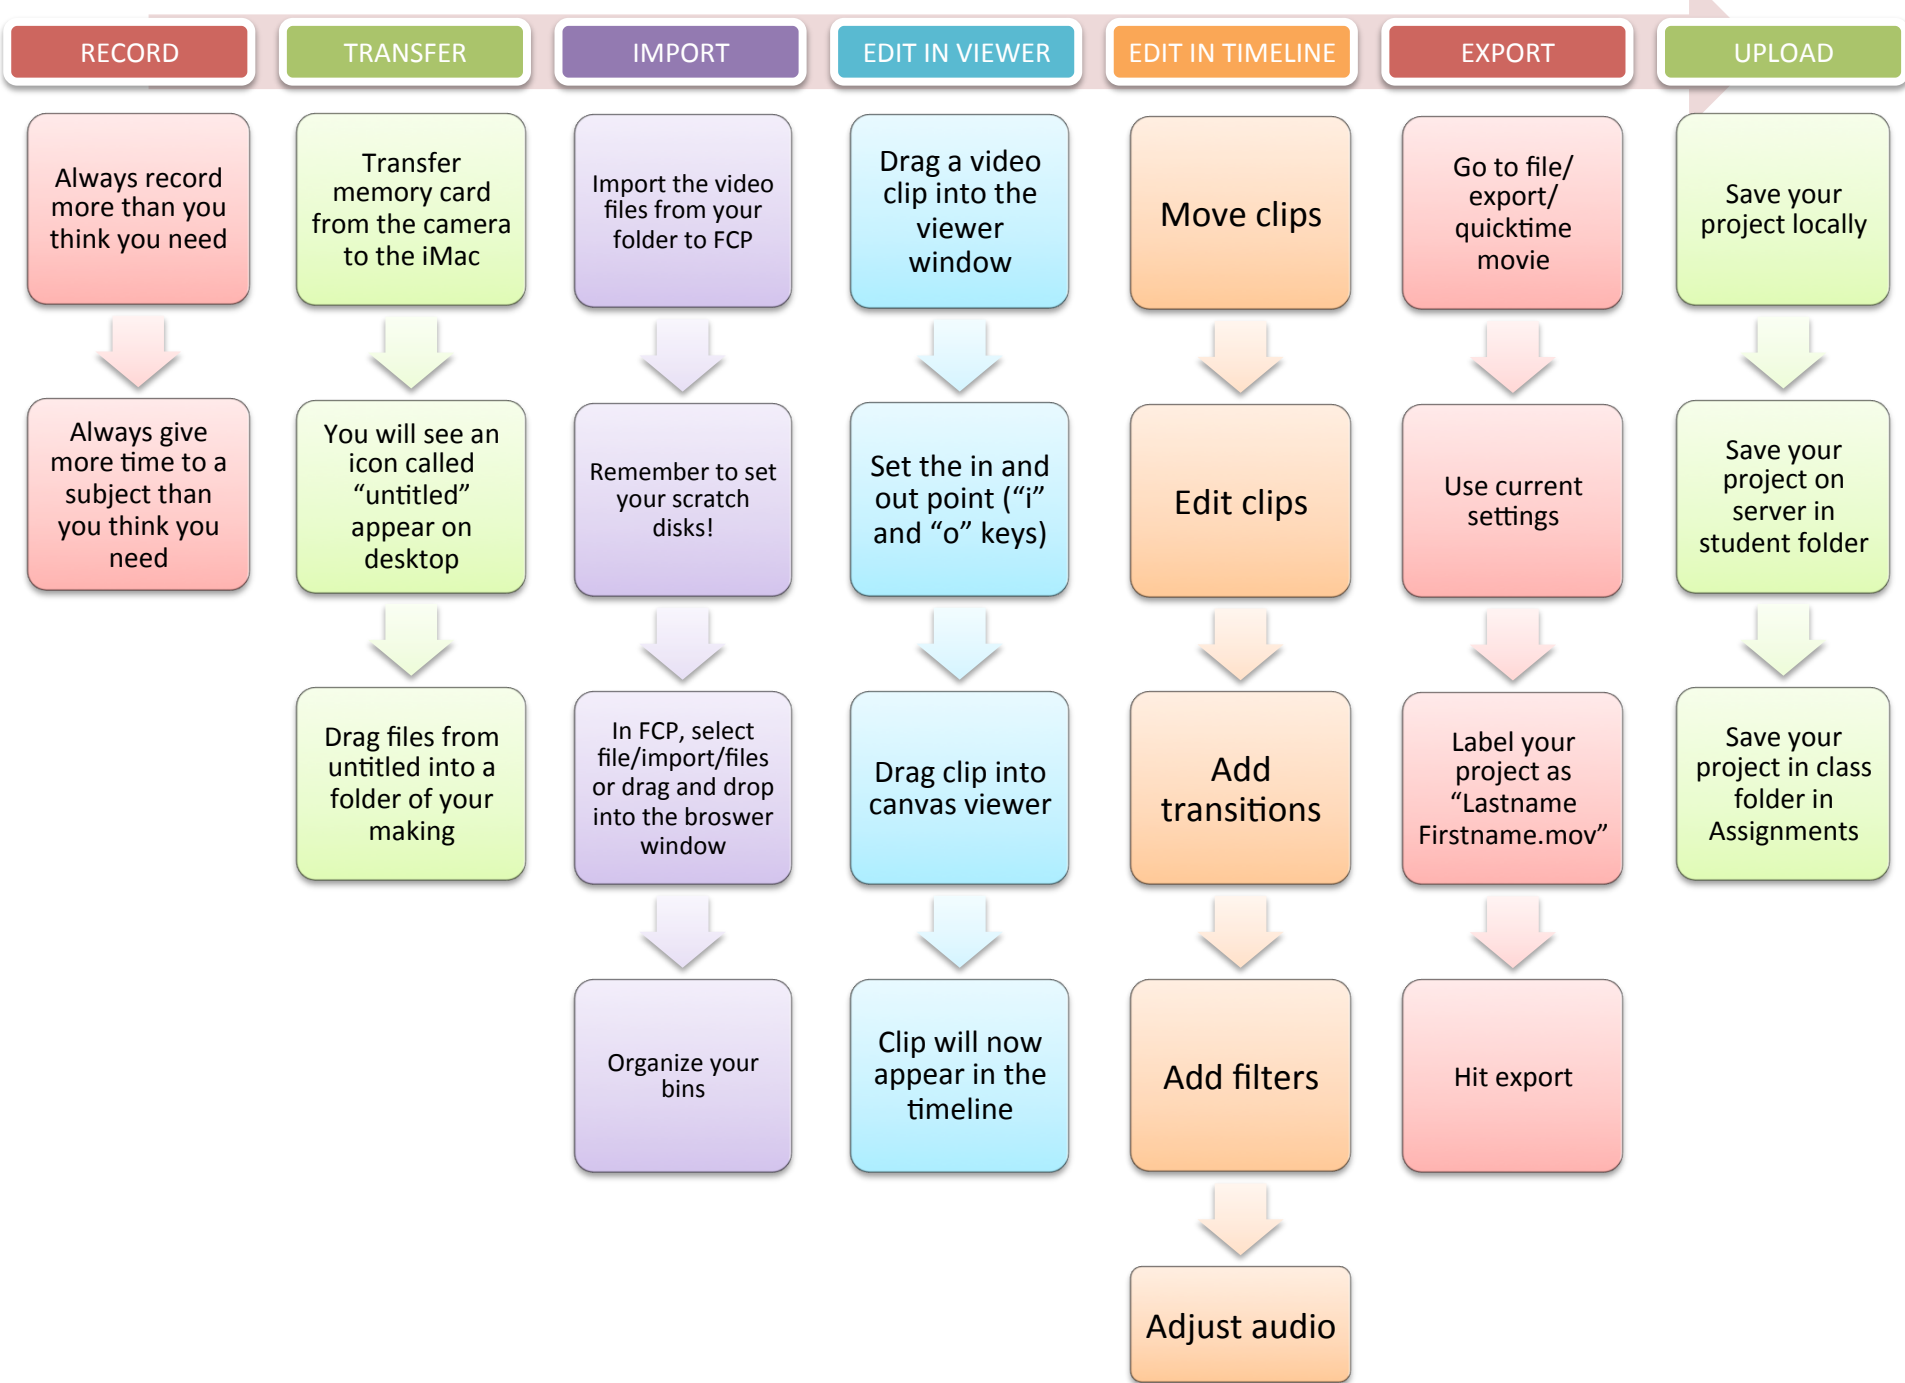 RECORD
TRANSFER
IMPORT
EDIT IN VIEWER
EDIT IN TIMELINE
EXPORT
UPLOAD
Always record
more than you
think you need
Always give
more time to a
subject than
you think you
need
Transfer
memory card
from the camera
to the iMac
You will see an
icon called
“untitled”
appear on
desktop
Drag files from
untitled into a
folder of your
making
Import the video
files from your
folder to FCP
Remember to set
your scratch
disks!
In FCP, select
file/import/files
or drag and drop
into the broswer
window
Organize your
bins
Drag a video
clip into the
viewer
window
Set the in and
out point (“i”
and “o” keys)
Drag clip into
canvas viewer
Clip will now
appear in the
timeline
Move clips
Edit clips
Add
transitions
Add filters
Adjust audio
Go to file/
export/
quicktime
movie
Use current
settings
Label your
project as
“Lastname
Firstname.mov”
Hit export
Save your
project locally
Save your
project on
server in
student folder
Save your
project in class
folder in
Assignments